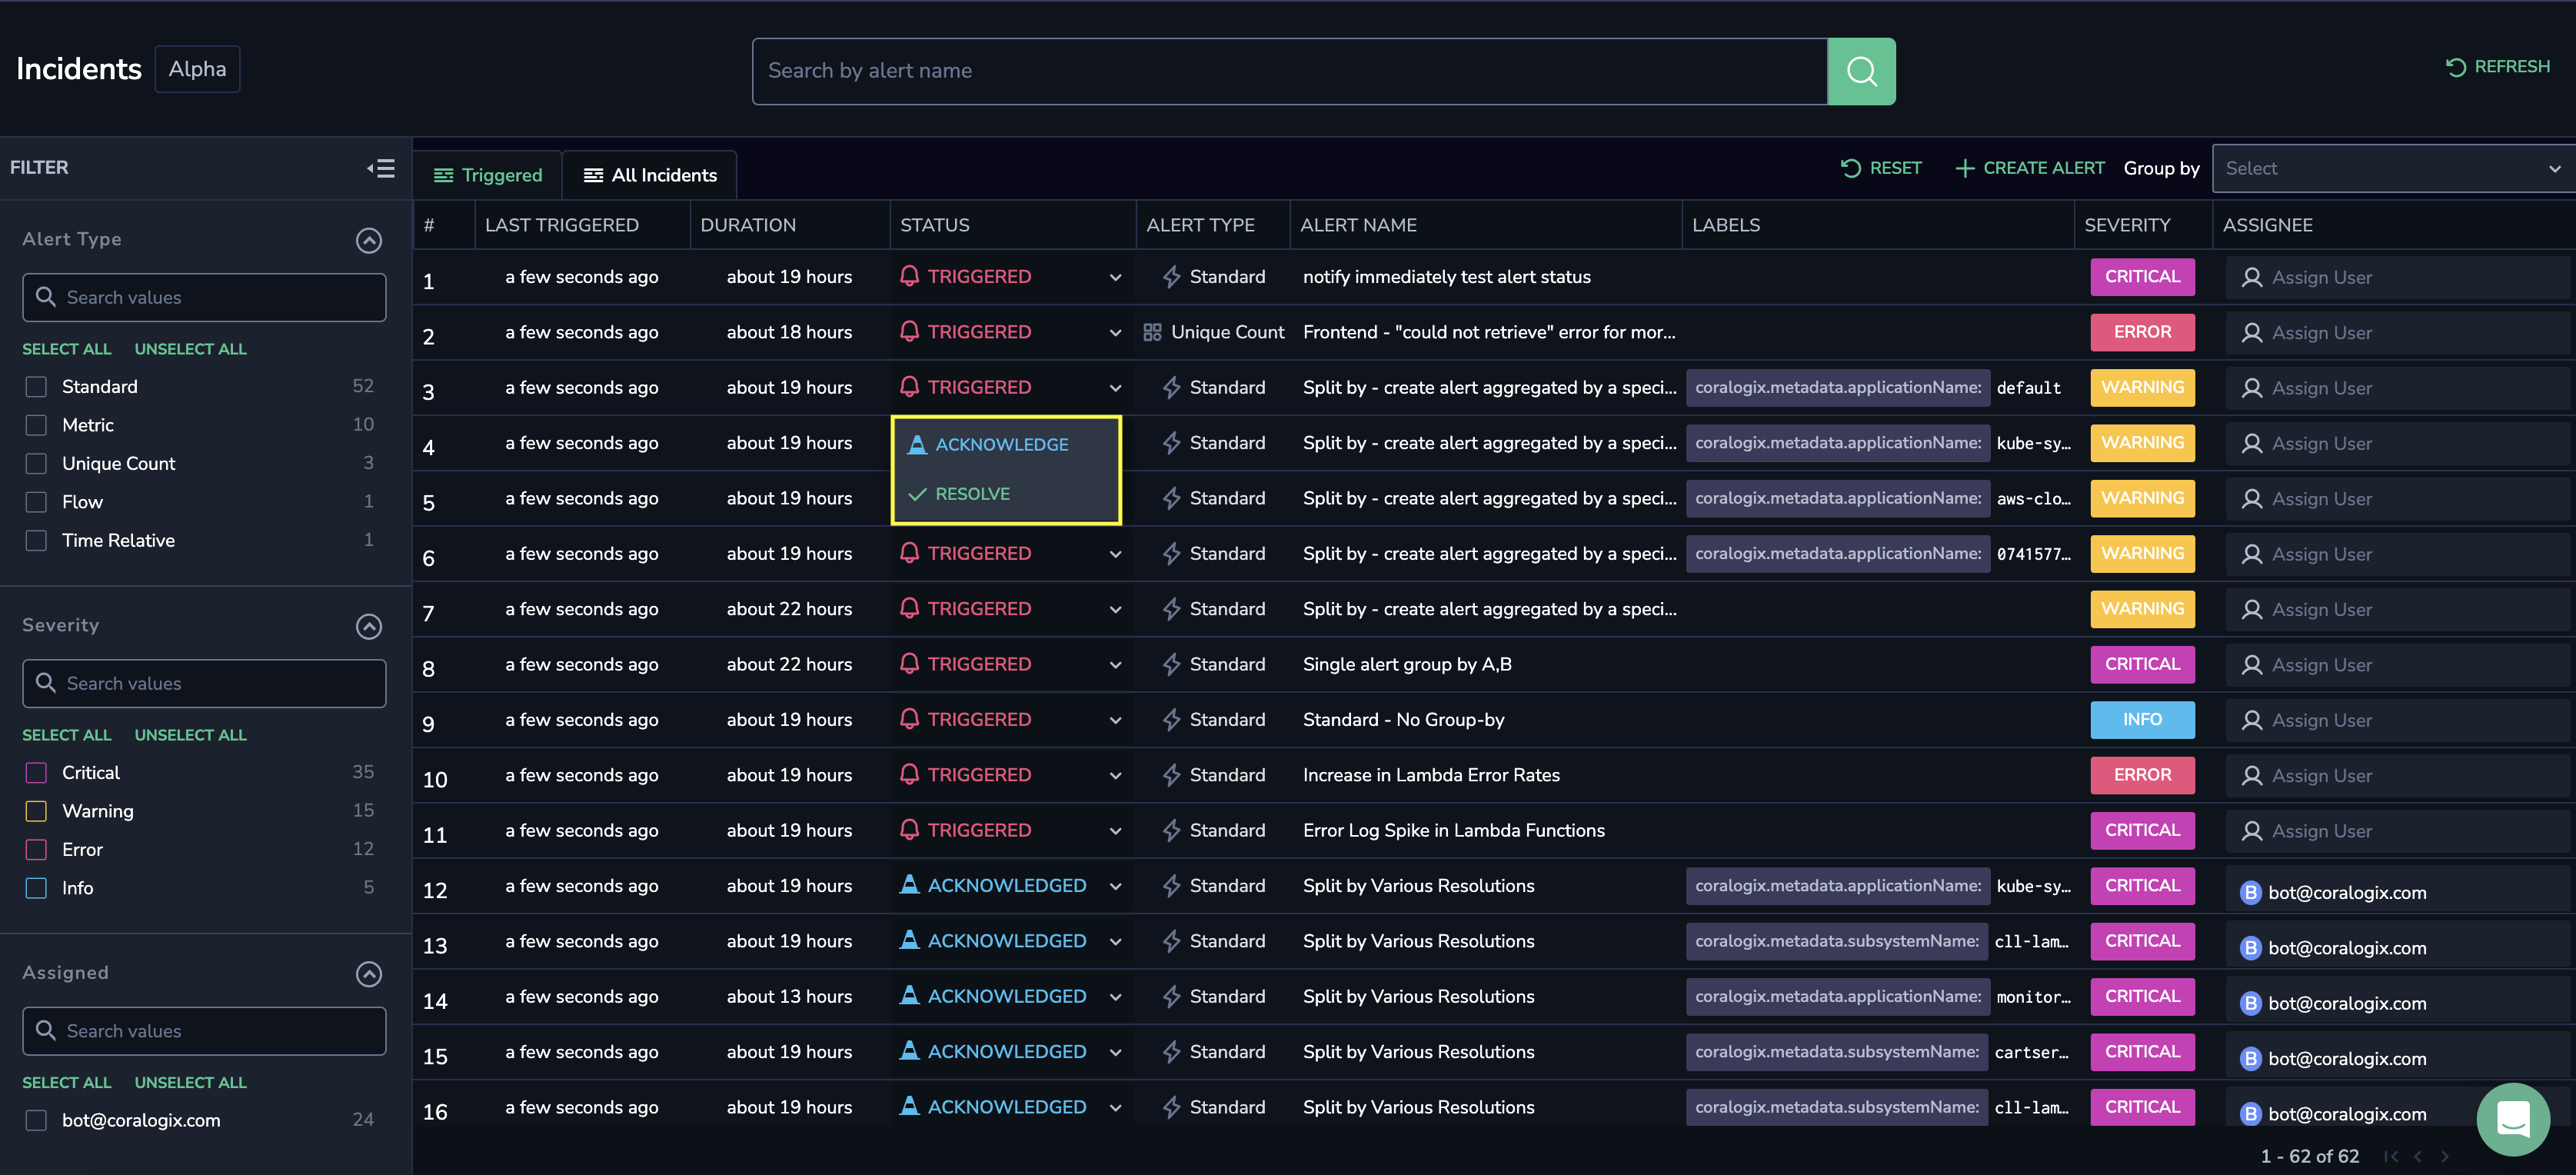 Incidents Alpha
Search by alert name
REFRESH
FILTER
Alert Type
Search values
SELECT ALL UNSELECT ALL
Standard 52
Metric 10
Unique Count 3
Flow 1
Time Relative 1
Severity
Search values
SELECT ALL UNSELECT ALL
Critical 35
Warning 15
Error 12
Info 5
Assigned
Search values
SELECT ALL UNSELECT ALL
bot@coralogix.com 24
Triggered All Incidents
RESET CREATE ALERT Group by Select
# LAST TRIGGERED DURATION STATUS ALERT TYPE ALERT NAME LABELS SEVERITY ASSIGNEE
1 a few seconds ago about 19 hours TRIGGERED Standard notify immediately test alert status CRITICAL Assign User
2 a few seconds ago about 18 hours TRIGGERED Unique Count Frontend - "could not retrieve" error for mor... ERROR Assign User
3 a few seconds ago about 19 hours TRIGGERED Standard Split by - create alert aggregated by a speci... coralogix.metadata.applicationName: default WARNING Assign User
4 a few seconds ago about 19 hours ACKNOWLEDGE Standard Split by - create alert aggregated by a speci... coralogix.metadata.applicationName: kube-sy... WARNING Assign User
5 a few seconds ago about 19 hours RESOLVE Standard Split by - create alert aggregated by a speci... coralogix.metadata.applicationName: aws-clo... WARNING Assign User
6 a few seconds ago about 19 hours TRIGGERED Standard Split by - create alert aggregated by a speci... coralogix.metadata.applicationName: 0741577... WARNING Assign User
7 a few seconds ago about 22 hours TRIGGERED Standard Split by - create alert aggregated by a speci... WARNING Assign User
8 a few seconds ago about 22 hours TRIGGERED Standard Single alert group by A,B CRITICAL Assign User
9 a few seconds ago about 19 hours TRIGGERED Standard Standard - No Group-by INFO Assign User
10 a few seconds ago about 19 hours TRIGGERED Standard Increase in Lambda Error Rates ERROR Assign User
11 a few seconds ago about 19 hours TRIGGERED Standard Error Log Spike in Lambda Functions CRITICAL Assign User
12 a few seconds ago about 19 hours ACKNOWLEDGED Standard Split by Various Resolutions coralogix.metadata.applicationName: kube-sy... CRITICAL B bot@coralogix.com
13 a few seconds ago about 19 hours ACKNOWLEDGED Standard Split by Various Resolutions coralogix.metadata.subsystemName: cll-lam... CRITICAL B bot@coralogix.com
14 a few seconds ago about 13 hours ACKNOWLEDGED Standard Split by Various Resolutions coralogix.metadata.applicationName: monitor... CRITICAL B bot@coralogix.com
15 a few seconds ago about 19 hours ACKNOWLEDGED Standard Split by Various Resolutions coralogix.metadata.subsystemName: cartser... CRITICAL B bot@coralogix.com
16 a few seconds ago about 19 hours ACKNOWLEDGED Standard Split by Various Resolutions coralogix.metadata.subsystemName: cll-lam... CRITICAL B bot@coralogix.com
1 - 62 of 62